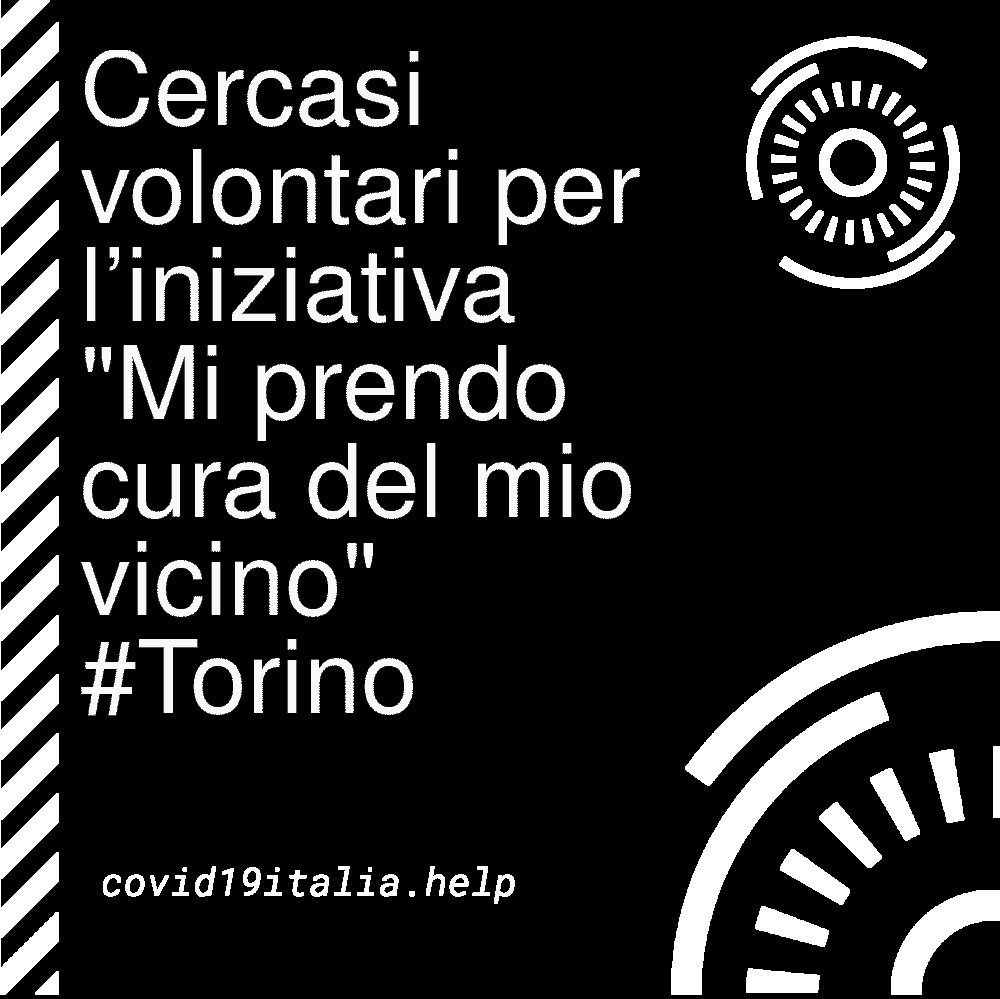 Cercasi
volontari per
l’iniziativa
"Mi prendo
cura del mio
vicino"
#Torino
covid19italia.help